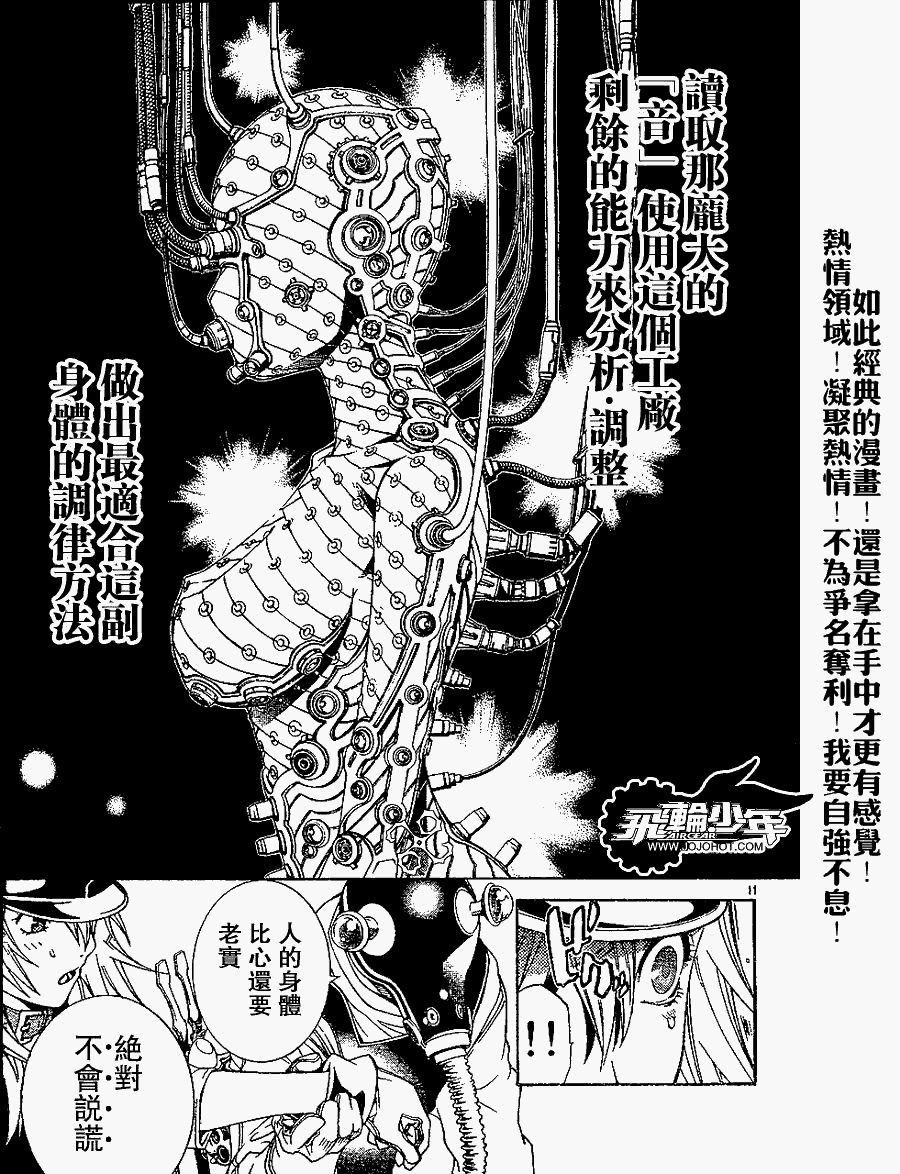 讀取那龐大的
「音」使用這個工廠
剩餘的能力來分析·調整
做出最適合這副
身體的調律方法
如此經典的漫畫！還是拿在手中才更有感覺！
熱情領域！凝聚熱情！不為爭名奪利！我要自強不息！
飛輪少年
AIRGEAR
WWW.JOJOHOT.COM
11
!!
人的身體
比心還要
老實
絕對
不會説謊